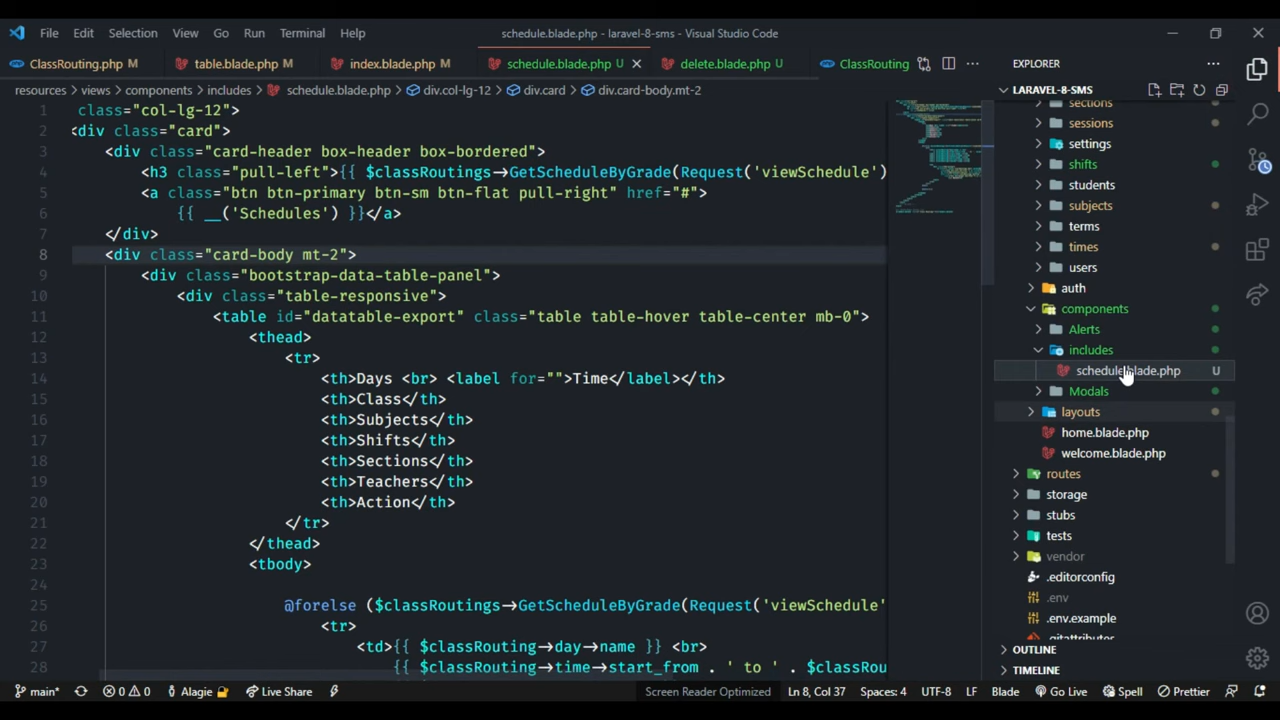 File Edit Selection View Go Run Terminal Help
schedule.blade.php - laravel-8-sms - Visual Studio Code
ClassRouting.php M
table.blade.php M
index.blade.php M
schedule.blade.php U
delete.blade.php U
ClassRouting
resources > views > components > includes > schedule.blade.php > div.col-lg-12 > div.card > div.card-body.mt-2
1 class="col-lg-12">
2 <div class="card">
3 <div class="card-header box-header box-bordered">
4 <h3 class="pull-left">{{ $classRoutings->GetScheduleByGrade(Request('viewSchedule')
5 <a class="btn btn-primary btn-sm btn-flat pull-right" href="#">
6 {{ __('Schedules') }}</a>
7 </div>
8 <div class="card-body mt-2">
9 <div class="bootstrap-data-table-panel">
10 <div class="table-responsive">
11 <table id="datatable-export" class="table table-hover table-center mb-0">
12 <thead>
13 <tr>
14 <th>Days <br> <label for="">Time</label></th>
15 <th>Class</th>
16 <th>Subjects</th>
17 <th>Shifts</th>
18 <th>Sections</th>
19 <th>Teachers</th>
20 <th>Action</th>
21 </tr>
22 </thead>
23 <tbody>
24
25 @forelse ($classRoutings->GetScheduleByGrade(Request('viewSchedule'
26 <tr>
27 <td>{{ $classRouting->day->name }} <br>
28 {{ $classRouting->time->start_from . ' to ' . $classRou
EXPLORER
LARAVEL-8-SMS
sections
sessions
settings
shifts
students
subjects
terms
times
users
auth
components
Alerts
includes
schedule.blade.php U
Modals
layouts
home.blade.php
welcome.blade.php
routes
storage
stubs
tests
vendor
.editorconfig
.env
.env.example
.gitattributes
OUTLINE
TIMELINE
main* 0 0 Alagie Live Share Screen Reader Optimized Ln 8, Col 37 Spaces: 4 UTF-8 LF Blade Go Live Spell Prettier